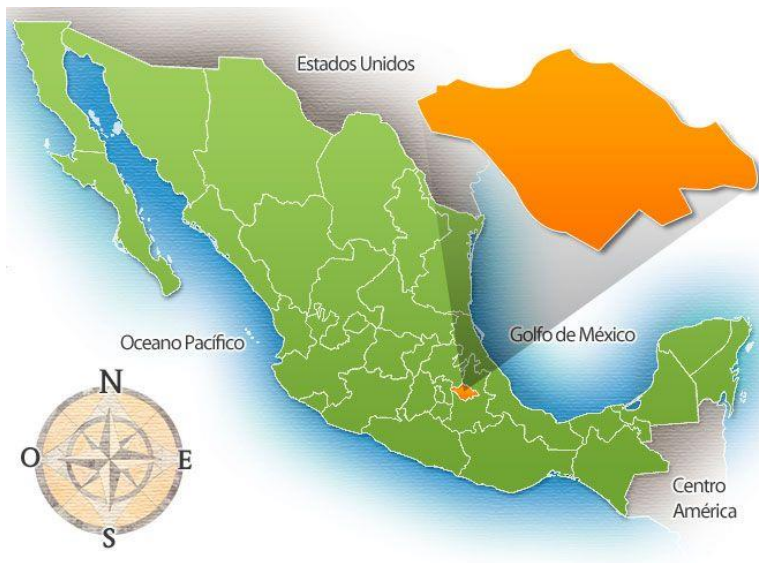 Estados Unidos
Golfo de México
Oceano Pacífico
N
O
E
S
Centro
América